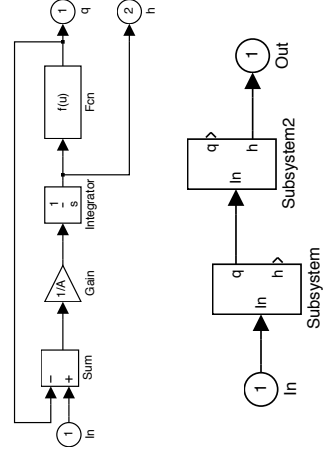 1
In
−
+
Sum
1/A
Gain
1
s
Integrator
f(u)
Fcn
1
q
2
h
1
In
In
q
h
Subsystem
In
q
h
Subsystem2
1
Out